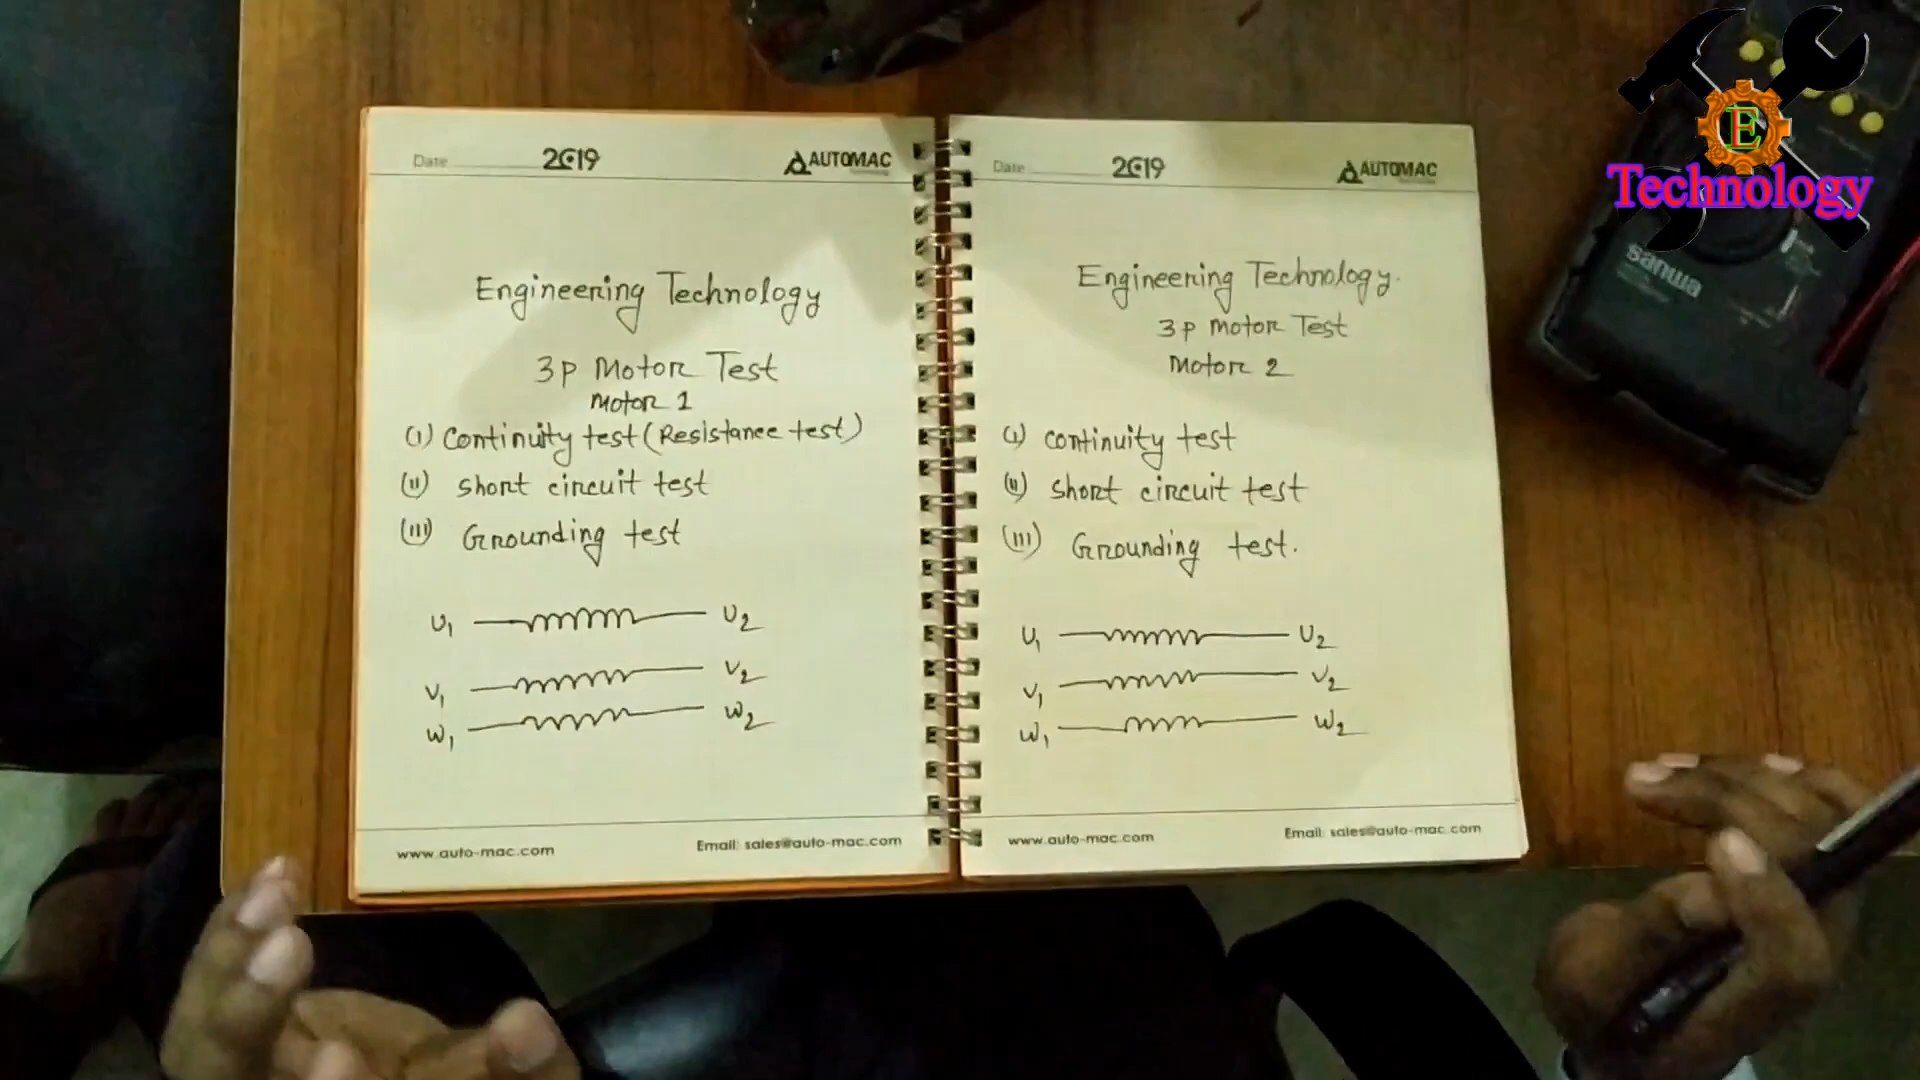 Date 2019 AUTOMAC
Engineering Technology
3P Motor Test
Motor 1
(I) Continuity test (Resistance test)
(II) Short circuit test
(III) Grounding test
U1 U2
V1 V2
W1 W2
www.auto-mac.com Email: sales@auto-mac.com
Date 2019 AUTOMAC
Engineering Technology.
3P Motor Test
Motor 2
(I) continuity test
(II) Short circuit test
(III) Grounding test.
U1 U2
V1 V2
W1 W2
www.auto-mac.com Email: sales@auto-mac.com
E
Technology
sanwa